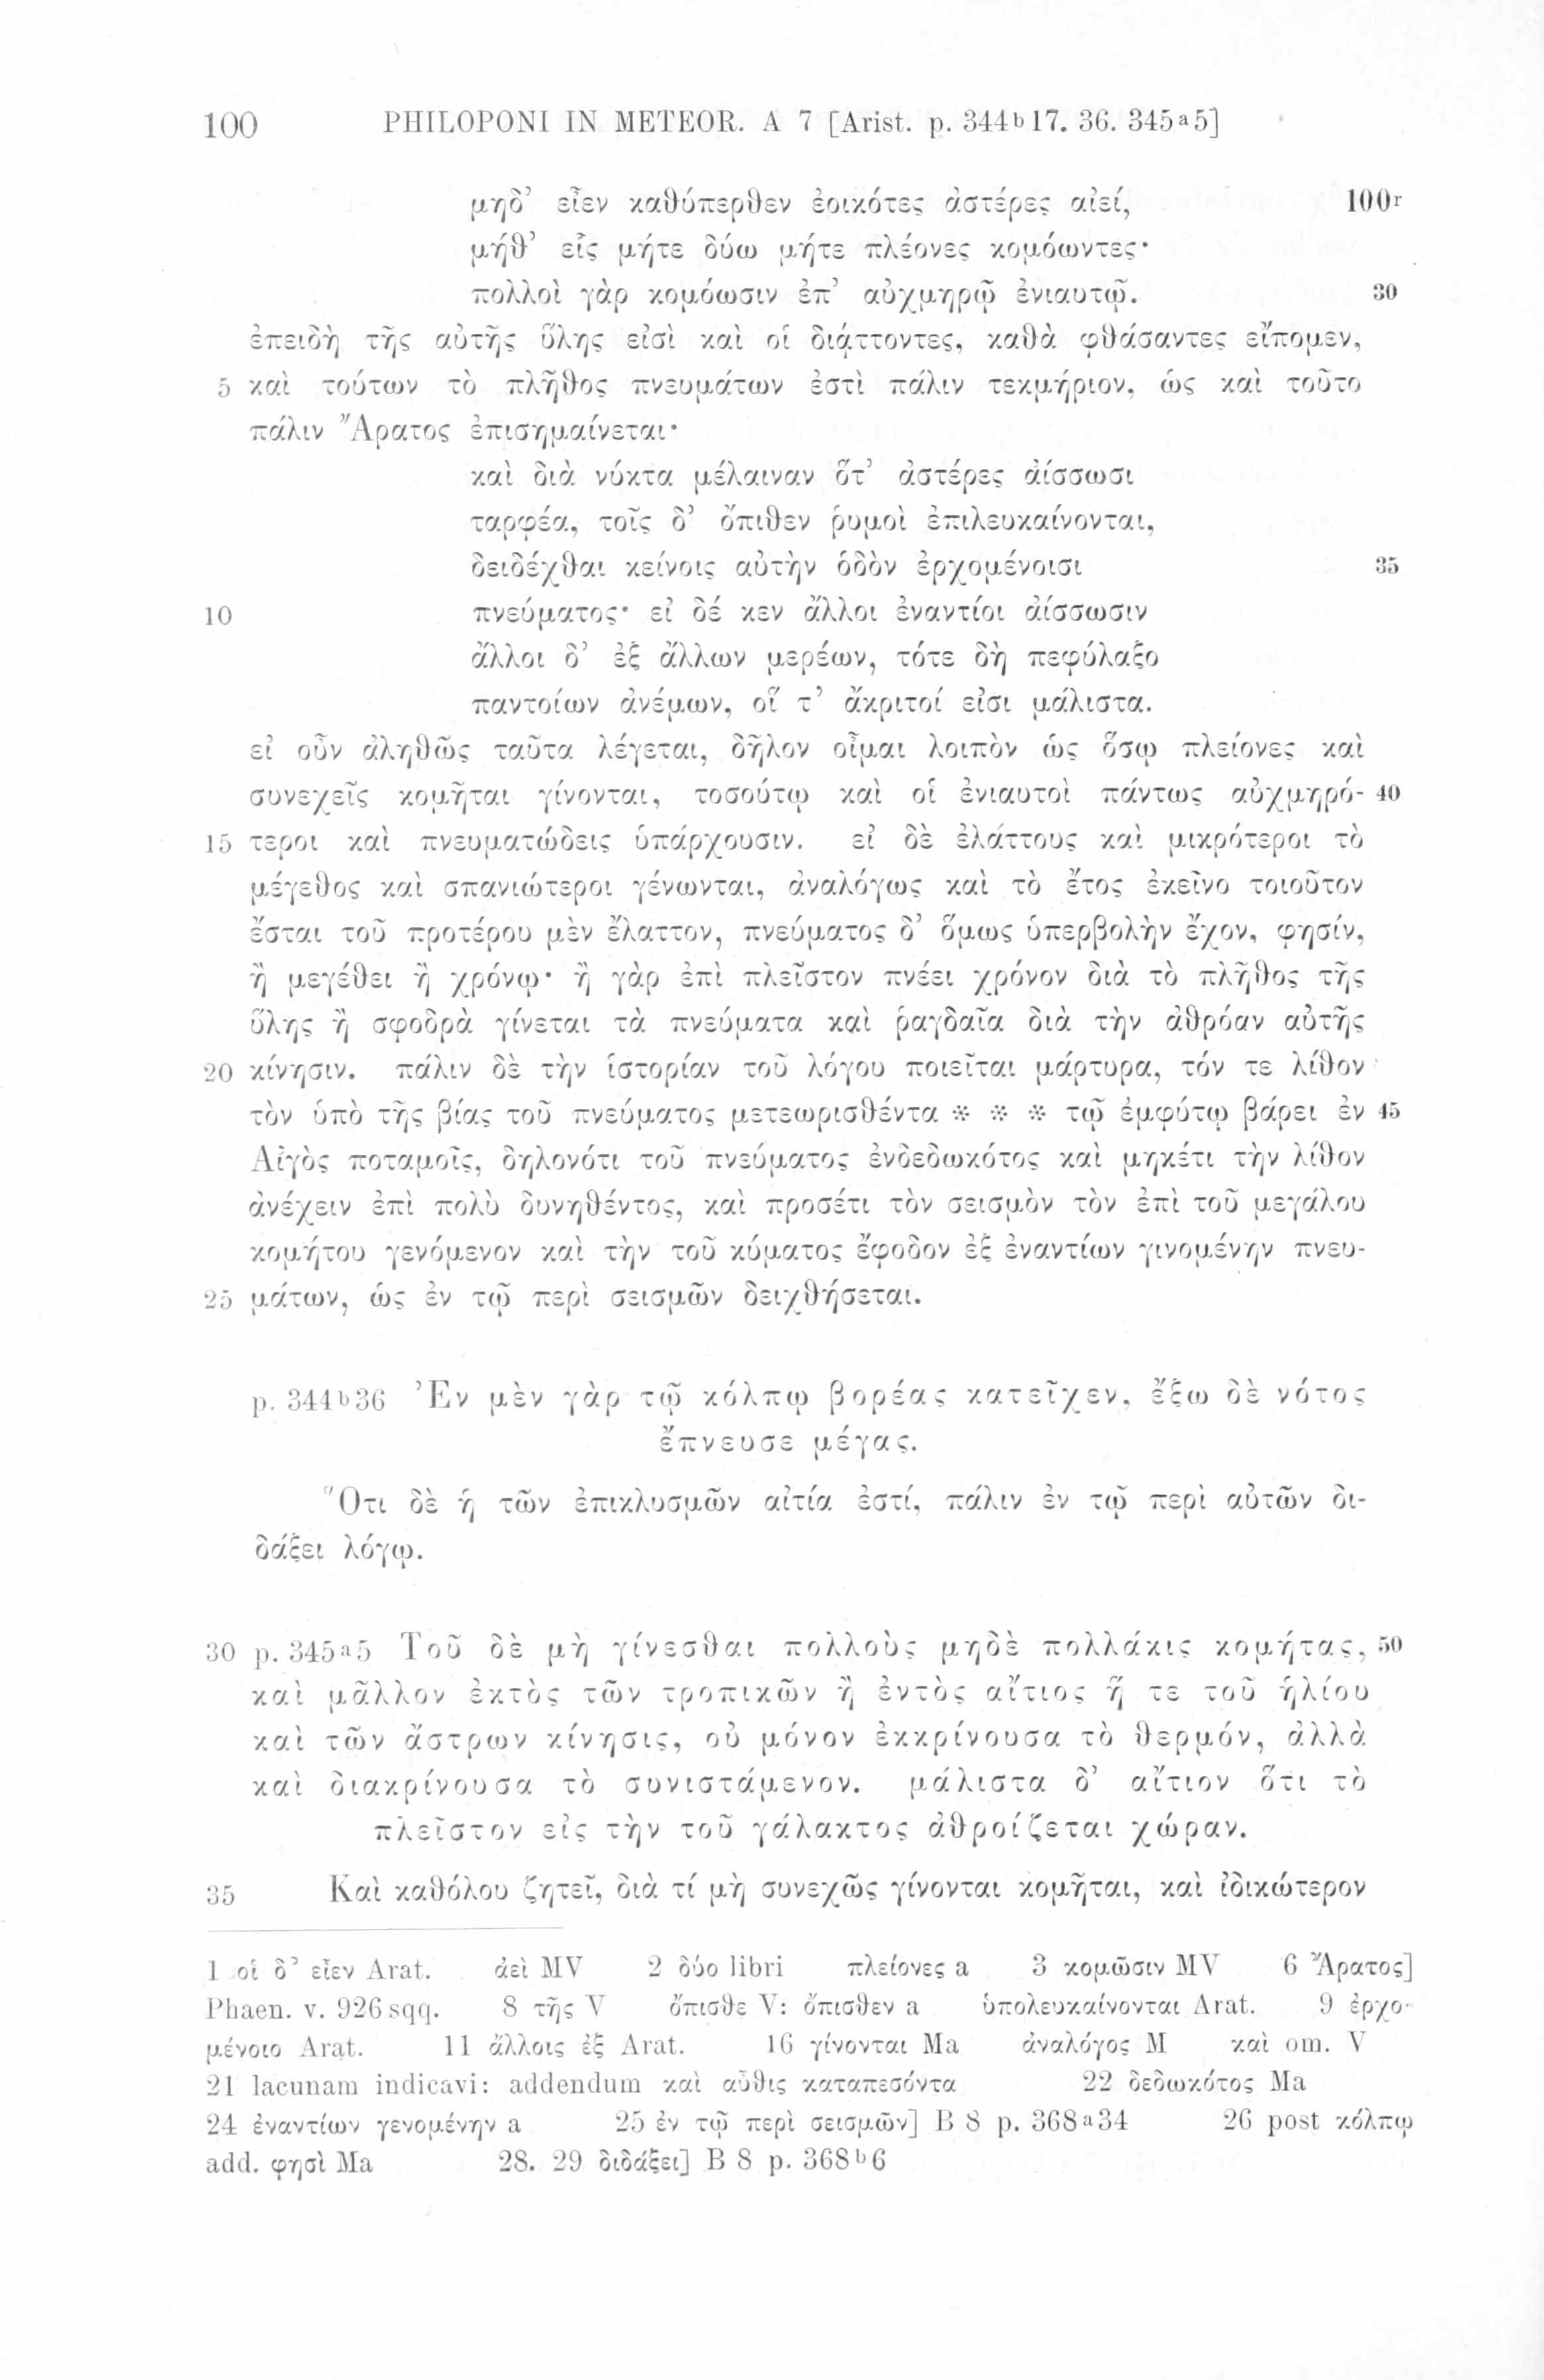 100 PHILOPONI IN METEOR. A 7 [Arist. p. 344b17. 36. 345a5]
μηδ’ εἶεν καθύπερθεν ἐοικότες ἀστέρες αἰεί, 100r
μήθ’ εἷς μήτε δύω μήτε πλέονες κομόωντες·
πολλοὶ γὰρ κομόωσιν ἐπ’ αὐχμηρῷ ἐνιαυτῷ. 30
ἐπειδὴ τῆς αὐτῆς ὕλης εἰσὶ καὶ οἱ διᾴττοντες, καθὰ φθάσαντες εἴπομεν,
5 καὶ τούτων τὸ πλῆθος πνευμάτων ἐστὶ πάλιν τεκμήριον, ὡς καὶ τοῦτο
πάλιν Ἄρατος ἐπισημαίνεται·
καὶ διὰ νύκτα μέλαιναν ὅτ’ ἀστέρες ἀίσσωσι
ταρφέα, τοῖς δ’ ὄπιθεν ῥυμοὶ ἐπιλευκαίνονται,
δειδέχθαι κείνοις αὐτὴν ὁδὸν ἐρχομένοισι 35
10 πνεύματος· εἰ δέ κεν ἄλλοι ἐναντίοι ἀίσσωσιν
ἄλλοι δ’ ἐξ ἄλλων μερέων, τότε δὴ πεφύλαξο
παντοίων ἀνέμων, οἵ τ’ ἄκριτοί εἰσι μάλιστα.
εἰ οὖν ἀληθῶς ταῦτα λέγεται, δῆλον οἶμαι λοιπὸν ὡς ὅσῳ πλείονες καὶ
συνεχεῖς κομῆται γίνονται, τοσούτῳ καὶ οἱ ἐνιαυτοὶ πάντως αὐχμηρό- 40
15 τεροι καὶ πνευματώδεις ὑπάρχουσιν. εἰ δὲ ἐλάττους καὶ μικρότεροι τὸ
μέγεθος καὶ σπανιώτεροι γένωνται, ἀναλόγως καὶ τὸ ἔτος ἐκεῖνο τοιοῦτον
ἔσται τοῦ προτέρου μὲν ἔλαττον, πνεύματος δ’ ὅμως ὑπερβολὴν ἔχον, φησίν,
ἢ μεγέθει ἢ χρόνῳ· ἢ γὰρ ἐπὶ πλεῖστον πνέει χρόνον διὰ τὸ πλῆθος τῆς
ὕλης ἢ σφοδρὰ γίνεται τὰ πνεύματα καὶ ῥαγδαῖα διὰ τὴν ἀθρόαν αὐτῆς
20 κίνησιν. πάλιν δὲ τὴν ἱστορίαν τοῦ λόγου ποιεῖται μάρτυρα, τόν τε λίθον
τὸν ὑπὸ τῆς βίας τοῦ πνεύματος μετεωρισθέντα * * * τῷ ἐμφύτῳ βάρει ἐν 45
Αἰγὸς ποταμοῖς, δηλονότι τοῦ πνεύματος ἐνδεδωκότος καὶ μηκέτι τὴν λίθον
ἀνέχειν ἐπὶ πολὺ δυνηθέντος, καὶ προσέτι τὸν σεισμὸν τὸν ἐπὶ τοῦ μεγάλου
κομήτου γενόμενον καὶ τὴν τοῦ κύματος ἔφοδον ἐξ ἐναντίων γινομένην πνευ-
25 μάτων, ὡς ἐν τῷ περὶ σεισμῶν δειχθήσεται.
p. 344b36 Ἐν μὲν γὰρ τῷ κόλπῳ βορέας κατεῖχεν, ἔξω δὲ νότος
ἔπνευσε μέγας.
Ὅτι δὲ ἡ τῶν ἐπικλυσμῶν αἰτία ἐστί, πάλιν ἐν τῷ περὶ αὐτῶν δι-
δάξει λόγῳ.
30 p. 345a5 Τοῦ δὲ μὴ γίνεσθαι πολλοὺς μηδὲ πολλάκις κομήτας, 50
καὶ μᾶλλον ἐκτὸς τῶν τροπικῶν ἢ ἐντὸς αἴτιος ἥ τε τοῦ ἡλίου
καὶ τῶν ἄστρων κίνησις, οὐ μόνον ἐκκρίνουσα τὸ θερμόν, ἀλλὰ
καὶ διακρίνουσα τὸ συνιστάμενον. μάλιστα δ’ αἴτιον ὅτι τὸ
πλεῖστον εἰς τὴν τοῦ γάλακτος ἀθροίζεται χώραν.
35 Καὶ καθόλου ζητεῖ, διὰ τί μὴ συνεχῶς γίνονται κομῆται, καὶ ἰδικώτερον
1 οἱ δ’ εἶεν Arat. ἀεὶ MV 2 δύο libri πλείονες a 3 κομῶσιν MV 6 Ἄρατος]
Phaen. v. 926 sqq. 8 τῆς V ὄπισθε V: ὄπισθεν a ὑπολευκαίνονται Arat. 9 ἐρχο-
μένοιο Arat. 11 ἄλλοις ἐξ Arat. 16 γίνονται Ma ἀναλόγος M καὶ om. V
21 lacunam indicavi: addendum καὶ αὖθις καταπεσόντα 22 δεδωκότος Ma
24 ἐναντίων γενομένην a 25 ἐν τῷ περὶ σεισμῶν] B 8 p. 368a34 26 post κόλπῳ
add. φησὶ Ma 28. 29 διδάξει] B 8 p. 368b6